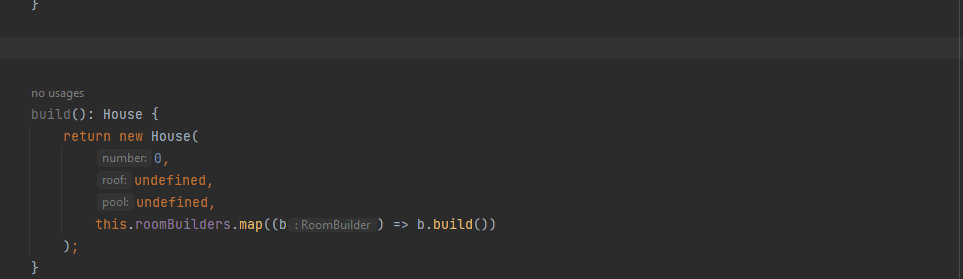 }
no usages
build(): House {
return new House(
number: 0,
roof: undefined,
pool: undefined,
this.roomBuilders.map((b : RoomBuilder ) => b.build())
);
}